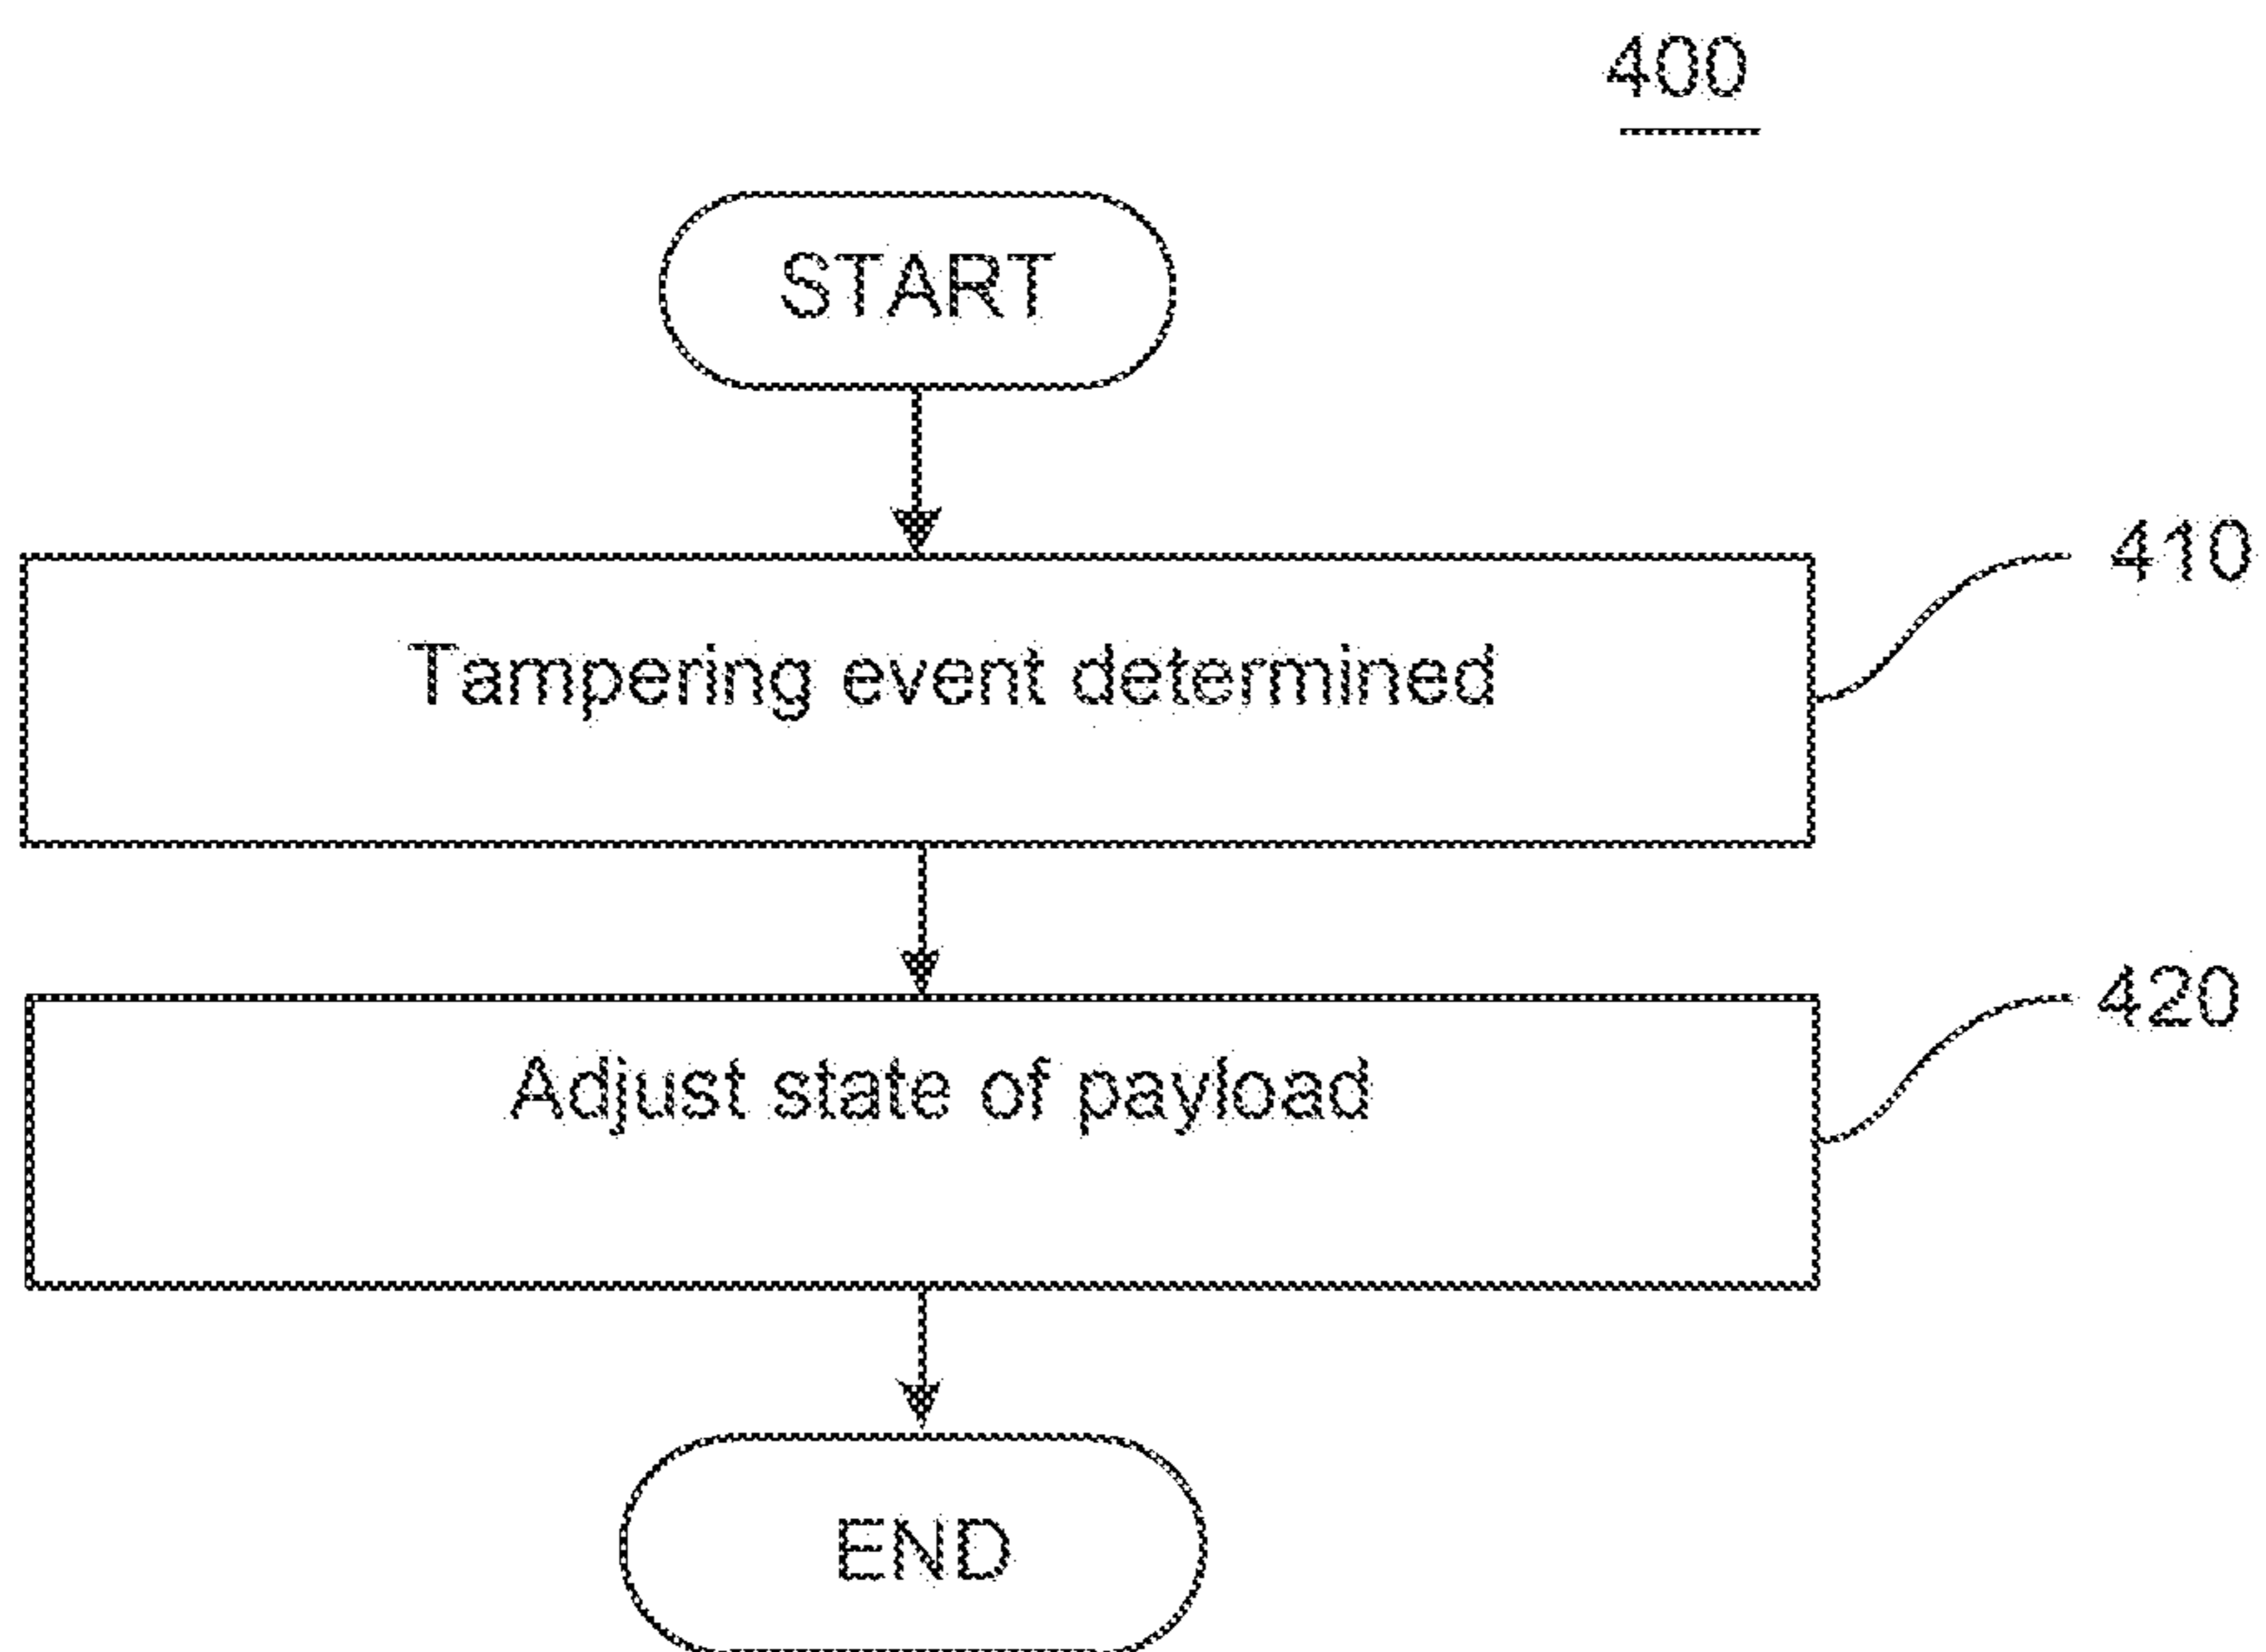 400
START
Tampering event determined
410
Adjust state of payload
420
END